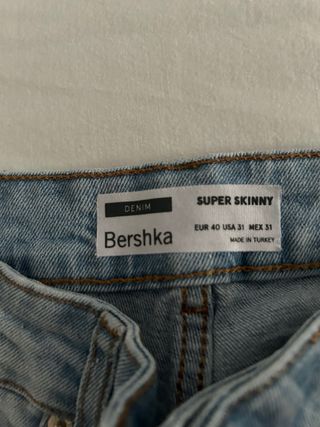 DENIM
SUPER SKINNY
Bershka
EUR 40 USA 31 MEX 31
MADE IN TURKEY